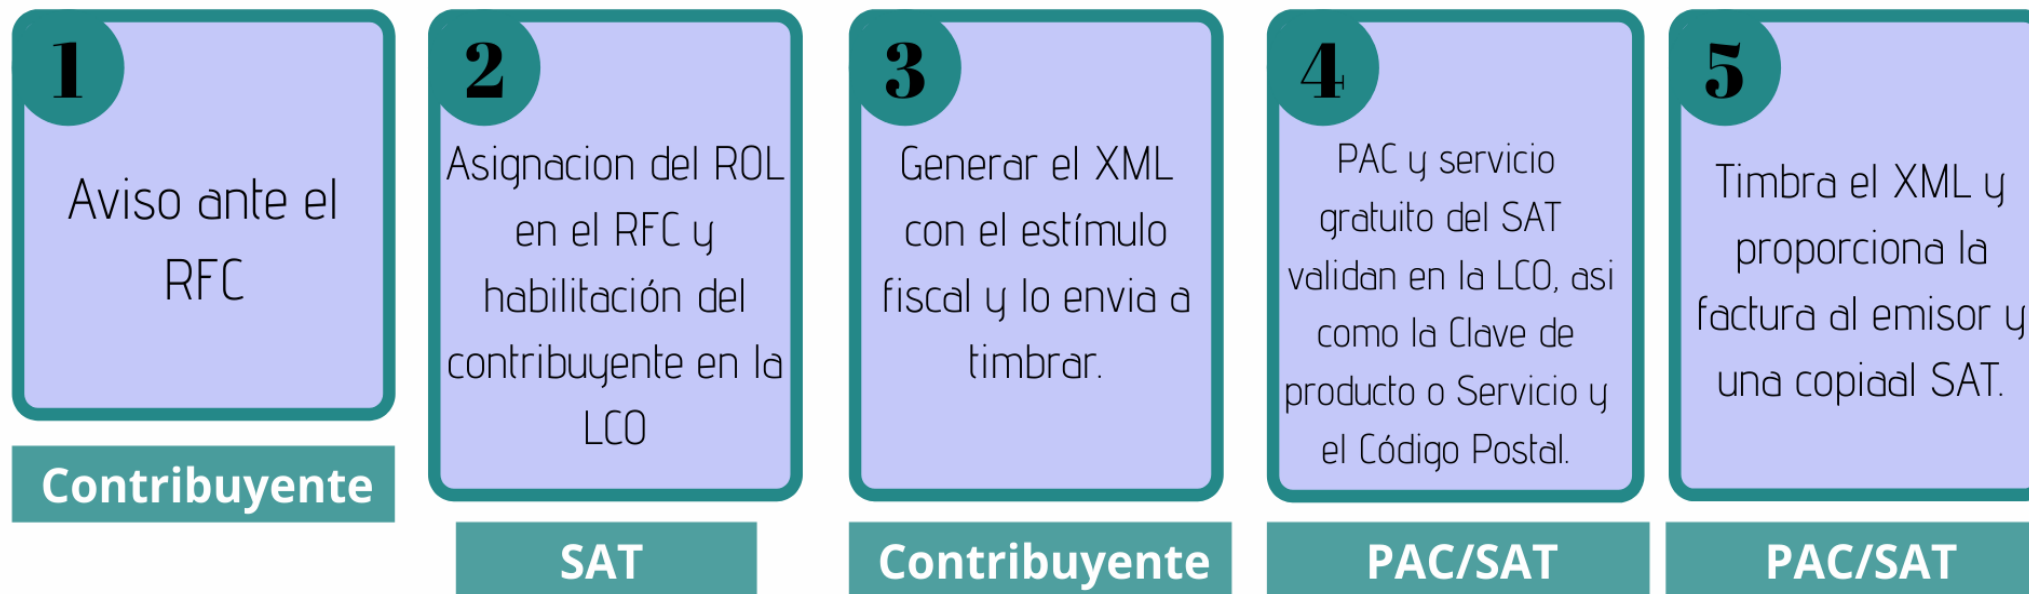 1
Aviso ante el
RFC
Contribuyente
2
Asignacion del ROL
en el RFC y
habilitación del
contribuyente en la
LCO
SAT
3
Generar el XML
con el estímulo
fiscal y lo envia a
timbrar.
Contribuyente
4
PAC y servicio
gratuito del SAT
validan en la LCO, asi
como la Clave de
producto o Servicio y
el Código Postal.
PAC/SAT
5
Timbra el XML y
proporciona la
factura al emisor y
una copiaal SAT.
PAC/SAT